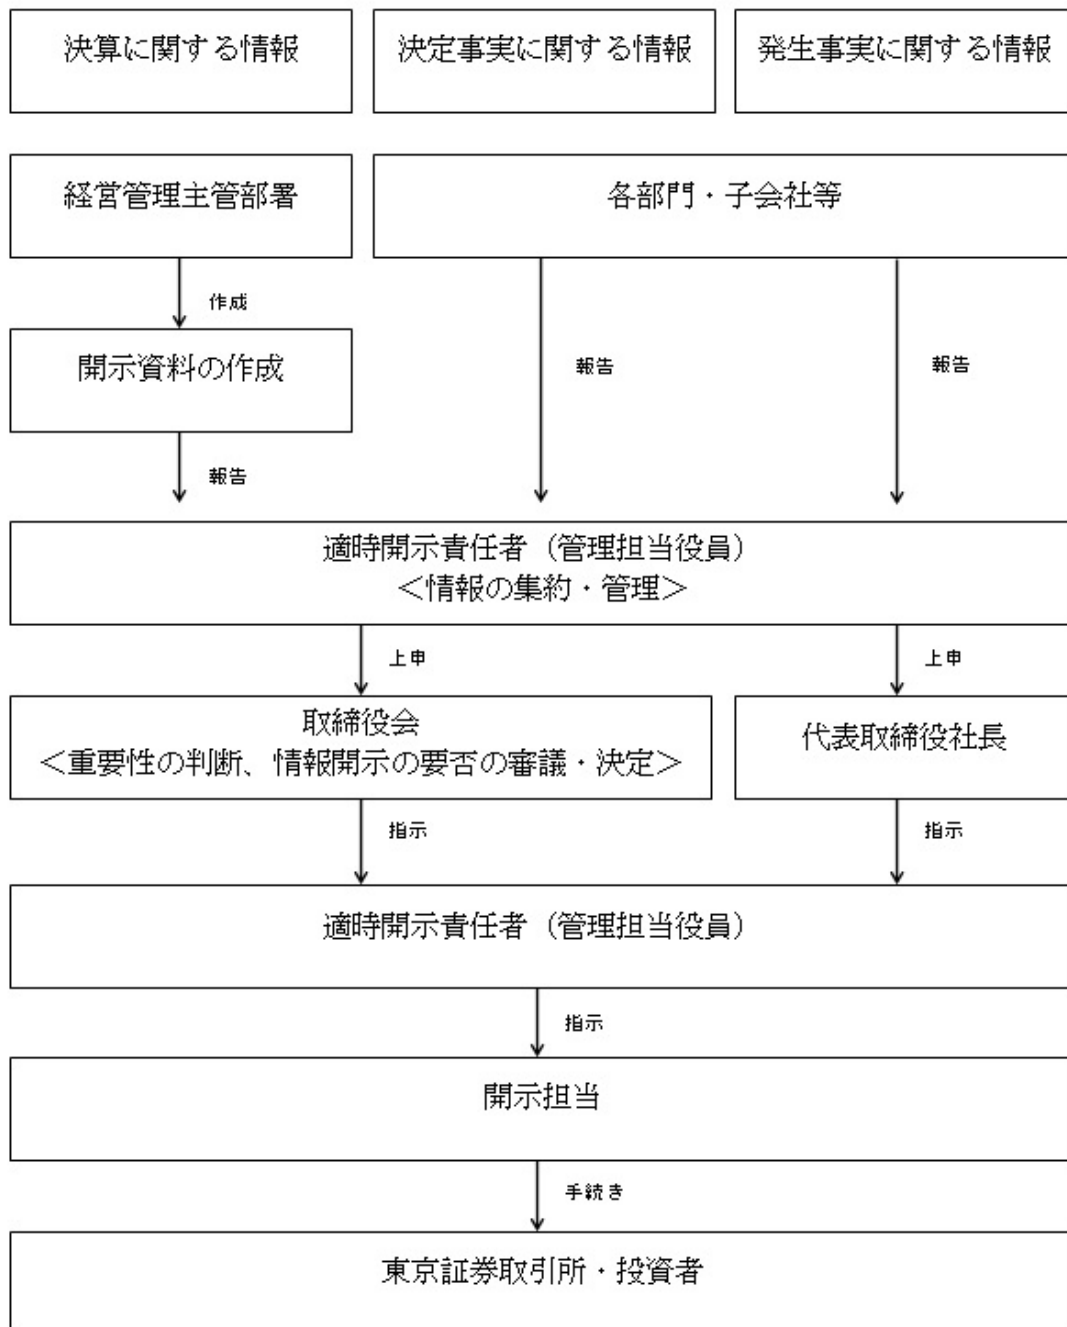 決算に関する情報
決定事実に関する情報
発生事実に関する情報
経営管理主管部署
各部門・子会社等
作成
開示資料の作成
報告
報告
報告
適時開示責任者（管理担当役員）
＜情報の集約・管理＞
上申
上申
取締役会
＜重要性の判断、情報開示の要否の審議・決定＞
代表取締役社長
指示
指示
適時開示責任者（管理担当役員）
指示
開示担当
手続き
東京証券取引所・投資者